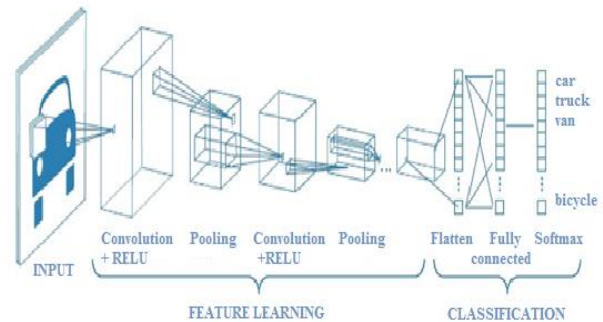 car
truck
van
bicycle
Convolution + RELU
Pooling
Convolution +RELU
Pooling
Flatten
Fully connected
Softmax
INPUT
FEATURE LEARNING
CLASSIFICATION